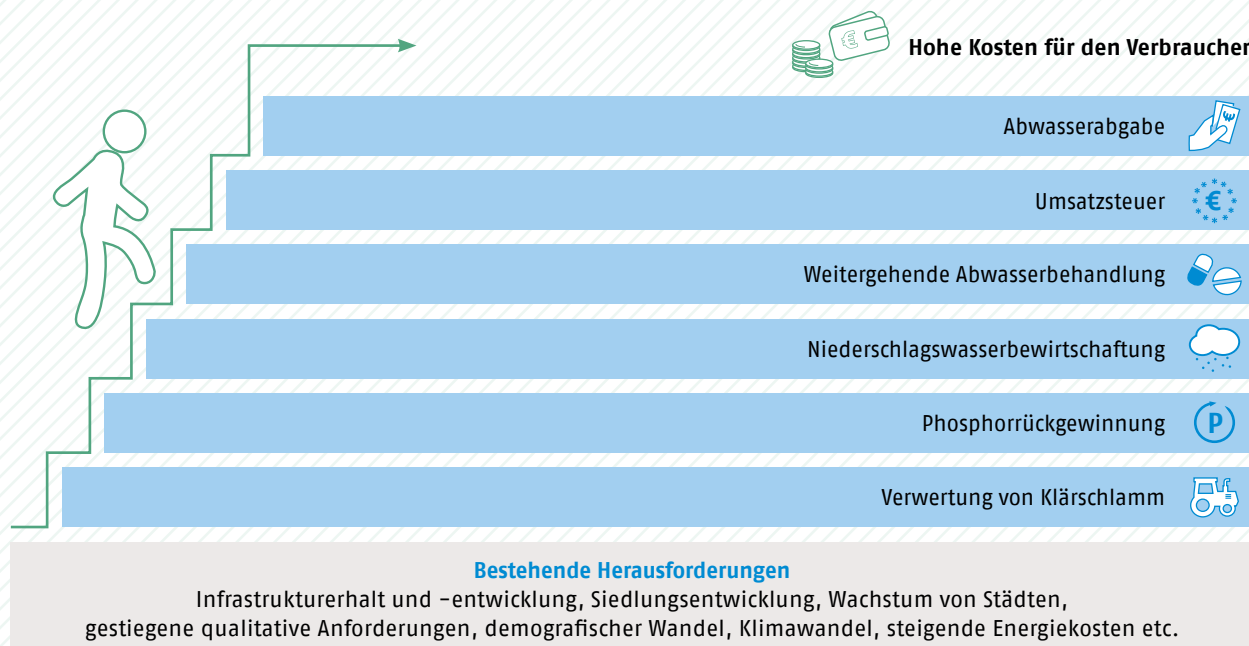 Hohe Kosten für den Verbraucher
Abwasserabgabe
Umsatzsteuer
€
Weitergehende Abwasserbehandlung
Niederschlagswasserbewirtschaftung
Phosphorrückgewinnung
P
Verwertung von Klärschlamm
Bestehende Herausforderungen
Infrastrukturerhalt und -entwicklung, Siedlungsentwicklung, Wachstum von Städten,
gestiegene qualitative Anforderungen, demografischer Wandel, Klimawandel, steigende Energiekosten etc.